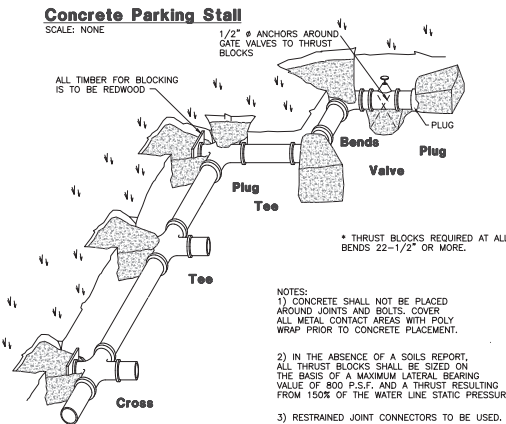 Concrete Parking Stall
SCALE: NONE
1/2" ø ANCHORS AROUND
GATE VALVES TO THRUST
BLOCKS
ALL TIMBER FOR BLOCKING
IS TO BE REDWOOD
PLUG
Bends
Plug
Valve
Plug
Tee
* THRUST BLOCKS REQUIRED AT ALL
BENDS 22-1/2" OR MORE.
Tee
NOTES:
1) CONCRETE SHALL NOT BE PLACED
AROUND JOINTS AND BOLTS. COVER
ALL METAL CONTACT AREAS WITH POLY
WRAP PRIOR TO CONCRETE PLACEMENT.
2) IN THE ABSENCE OF A SOILS REPORT,
ALL THRUST BLOCKS SHALL BE SIZED ON
THE BASIS OF A MAXIMUM LATERAL BEARING
VALUE OF 800 P.S.F. AND A THRUST RESULTING
FROM 150% OF THE WATER LINE STATIC PRESSUR
Cross
3) RESTRAINED JOINT CONNECTORS TO BE USED.